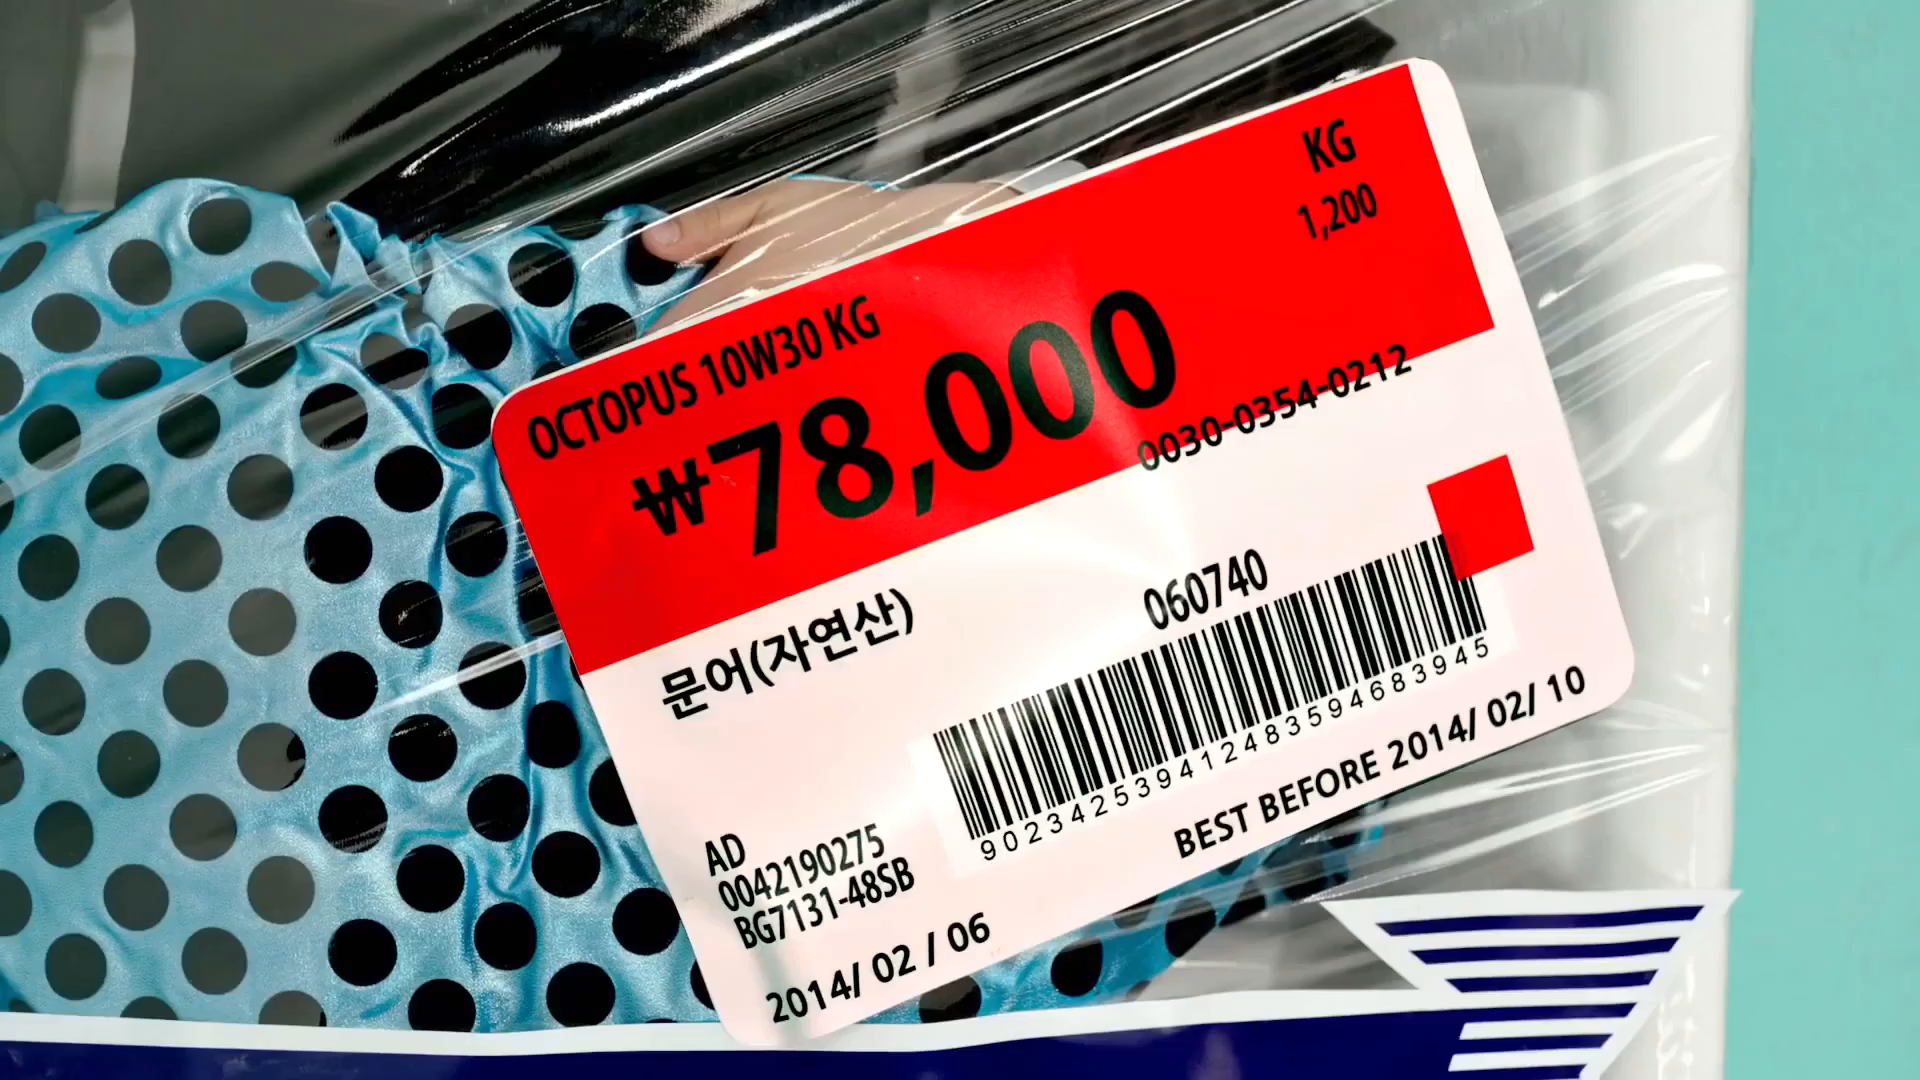 KG
1,200
OCTOPUS 10W30 KG
₩78,000
0030-0354-0212
060740
문어(자연산)
9023425394124835946839​45
BEST BEFORE 2014/ 02/ 10
AD
0042190275
BG7131-48SB
2014/ 02 / 06